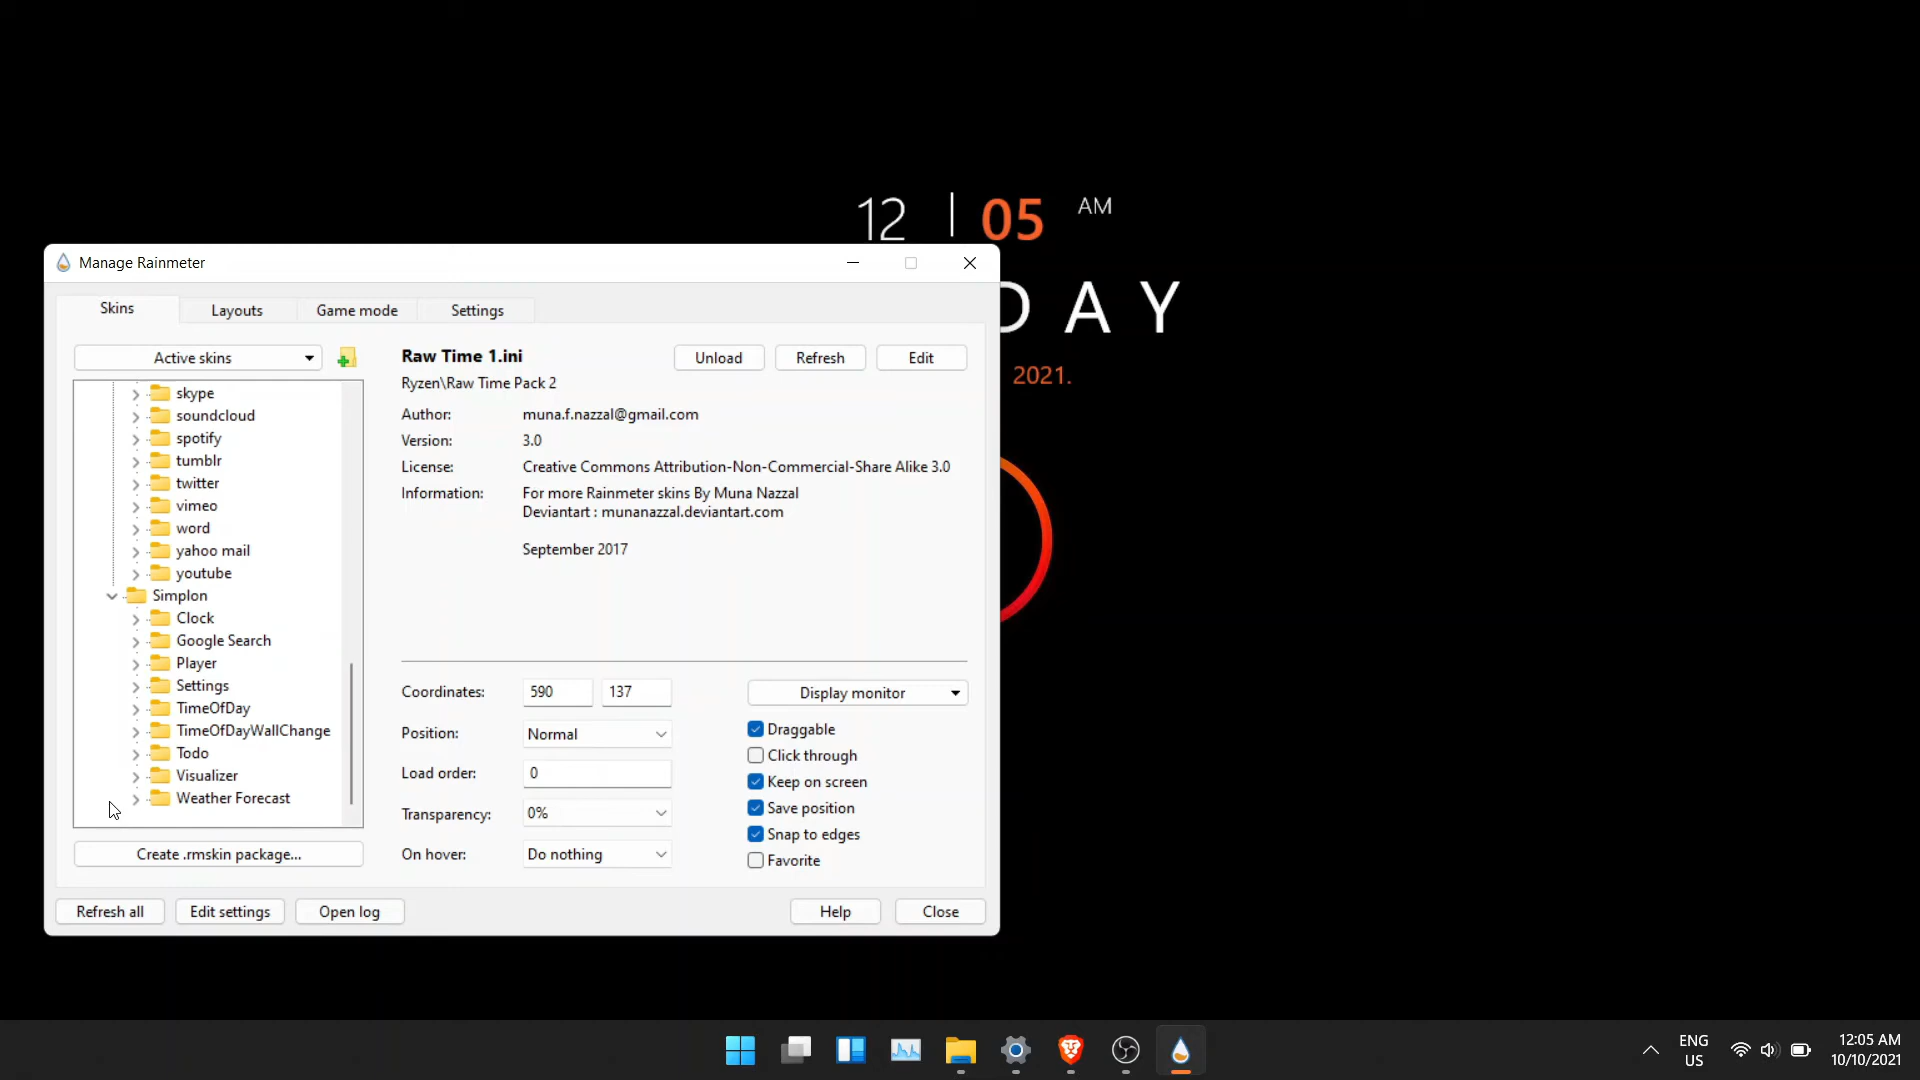 12 | 05 AM
D A Y
2021.
Manage Rainmeter
Skins
Layouts
Game mode
Settings
Active skins
skype
soundcloud
spotify
tumblr
twitter
vimeo
word
yahoo mail
youtube
Simplon
Clock
Google Search
Player
Settings
TimeOfDay
TimeOfDayWallChange
Todo
Visualizer
Weather Forecast
Create .rmskin package...
Raw Time 1.ini
Unload
Refresh
Edit
Ryzen\Raw Time Pack 2
Author: muna.f.nazzal@gmail.com
Version: 3.0
License: Creative Commons Attribution-Non-Commercial-Share Alike 3.0
Information: For more Rainmeter skins By Muna Nazzal
Deviantart : munanazzal.deviantart.com
September 2017
Coordinates: 590 137
Position: Normal
Load order: 0
Transparency: 0%
On hover: Do nothing
Display monitor
Draggable
Click through
Keep on screen
Save position
Snap to edges
Favorite
Refresh all
Edit settings
Open log
Help
Close
ENG
US
12:05 AM
10/10/2021